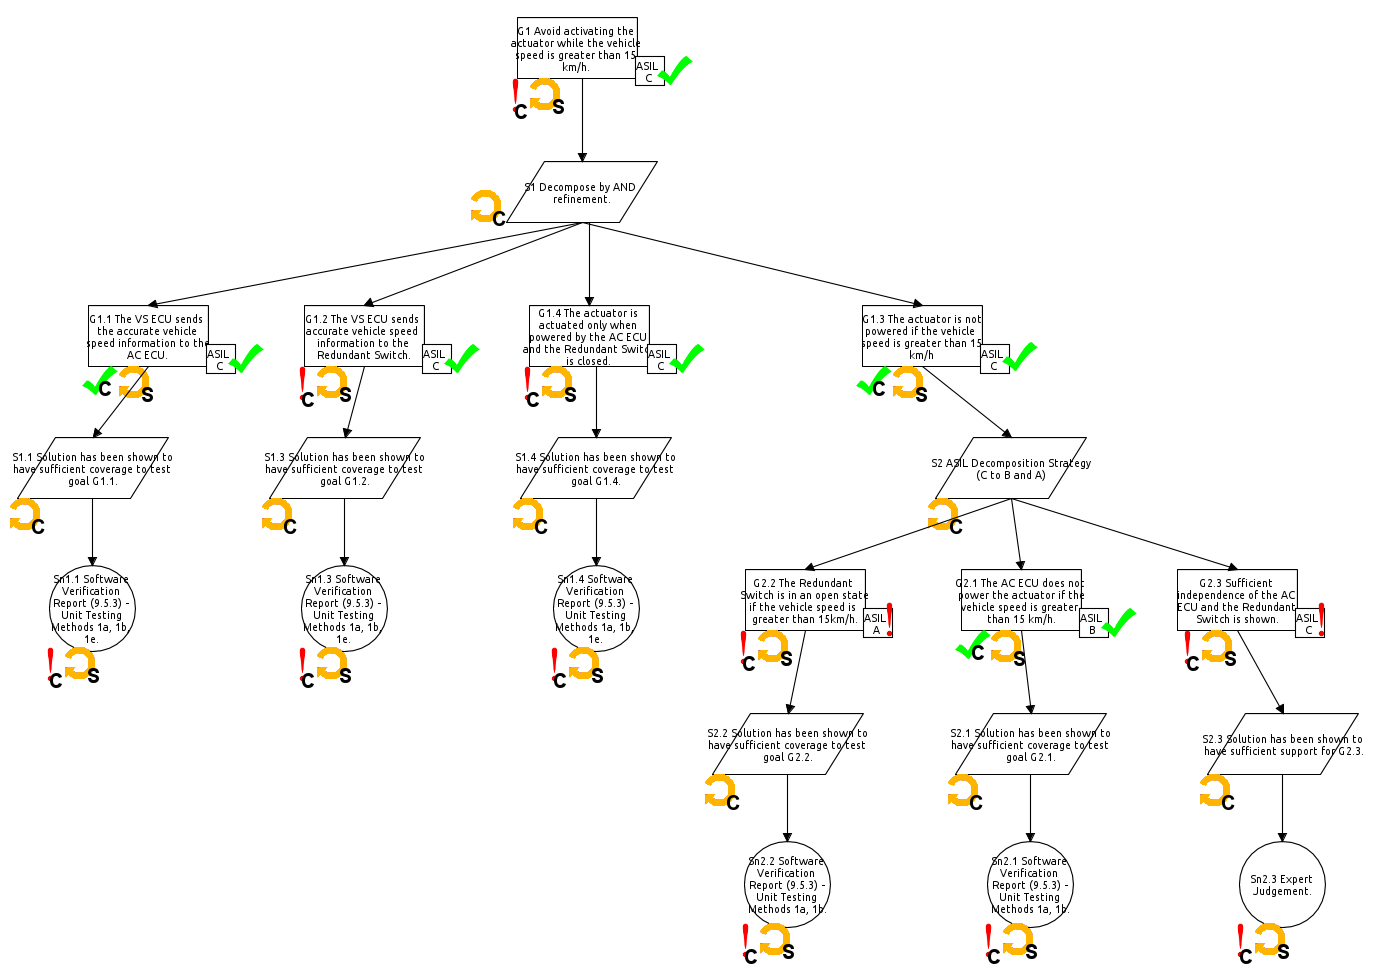 G1 Avoid activating the
actuator while the vehicle
speed is greater than 15
km/h.
ASIL
C
C
S
S1 Decompose by AND
refinement.
C
G1.1 The VS ECU sends
the accurate vehicle
speed information to the
AC ECU.
ASIL
C
C
S
G1.2 The VS ECU sends
accurate vehicle speed
information to the
Redundant Switch.
ASIL
C
C
S
G1.4 The actuator is
actuated only when
powered by the AC ECU
and the Redundant Switch
is closed.
ASIL
C
C
S
G1.3 The actuator is not
powered if the vehicle
speed is greater than 15
km/h
ASIL
C
C
S
S1.1 Solution has been shown to
have sufficient coverage to test
goal G1.1.
C
S1.3 Solution has been shown to
have sufficient coverage to test
goal G1.2.
C
S1.4 Solution has been shown to
have sufficient coverage to test
goal G1.4.
C
S2 ASIL Decomposition Strategy
(C to B and A)
C
Sn1.1 Software
Verification
Report (9.5.3) -
Unit Testing
Methods 1a, 1b,
1e.
C
S
Sn1.3 Software
Verification
Report (9.5.3) -
Unit Testing
Methods 1a, 1b,
1e.
C
S
Sn1.4 Software
Verification
Report (9.5.3) -
Unit Testing
Methods 1a, 1b,
1e.
C
S
G2.2 The Redundant
Switch is in an open state
if the vehicle speed is
greater than 15km/h.
ASIL
A
C
S
G2.1 The AC ECU does not
power the actuator if the
vehicle speed is greater
than 15 km/h.
ASIL
B
C
S
G2.3 Sufficient
independence of the AC
ECU and the Redundant
Switch is shown.
ASIL
C
C
S
S2.2 Solution has been shown to
have sufficient coverage to test
goal G2.2.
C
S2.1 Solution has been shown to
have sufficient coverage to test
goal G2.1.
C
S2.3 Solution has been shown to
have sufficient support for G2.3.
C
Sn2.2 Software
Verification
Report (9.5.3) -
Unit Testing
Methods 1a, 1b.
C
S
Sn2.1 Software
Verification
Report (9.5.3) -
Unit Testing
Methods 1a, 1b.
C
S
Sn2.3 Expert
Judgement.
C
S